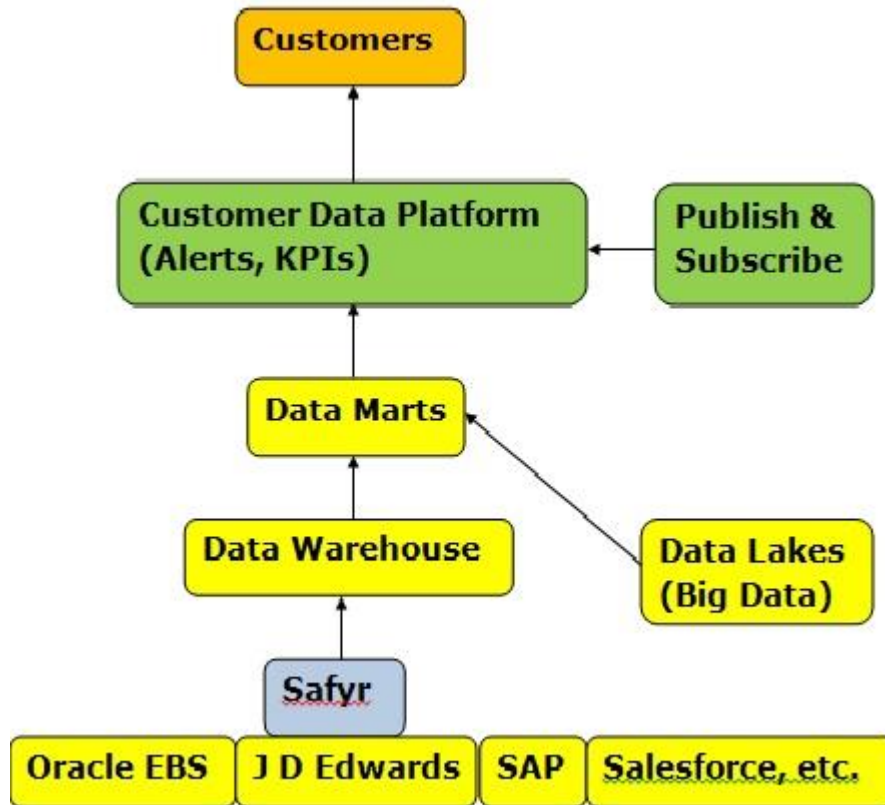 Customers
Customer Data Platform
(Alerts, KPIs)
Publish &
Subscribe
Data Marts
Data Warehouse
Data Lakes
(Big Data)
Safyr
Oracle EBS
J D Edwards
SAP
Salesforce, etc.